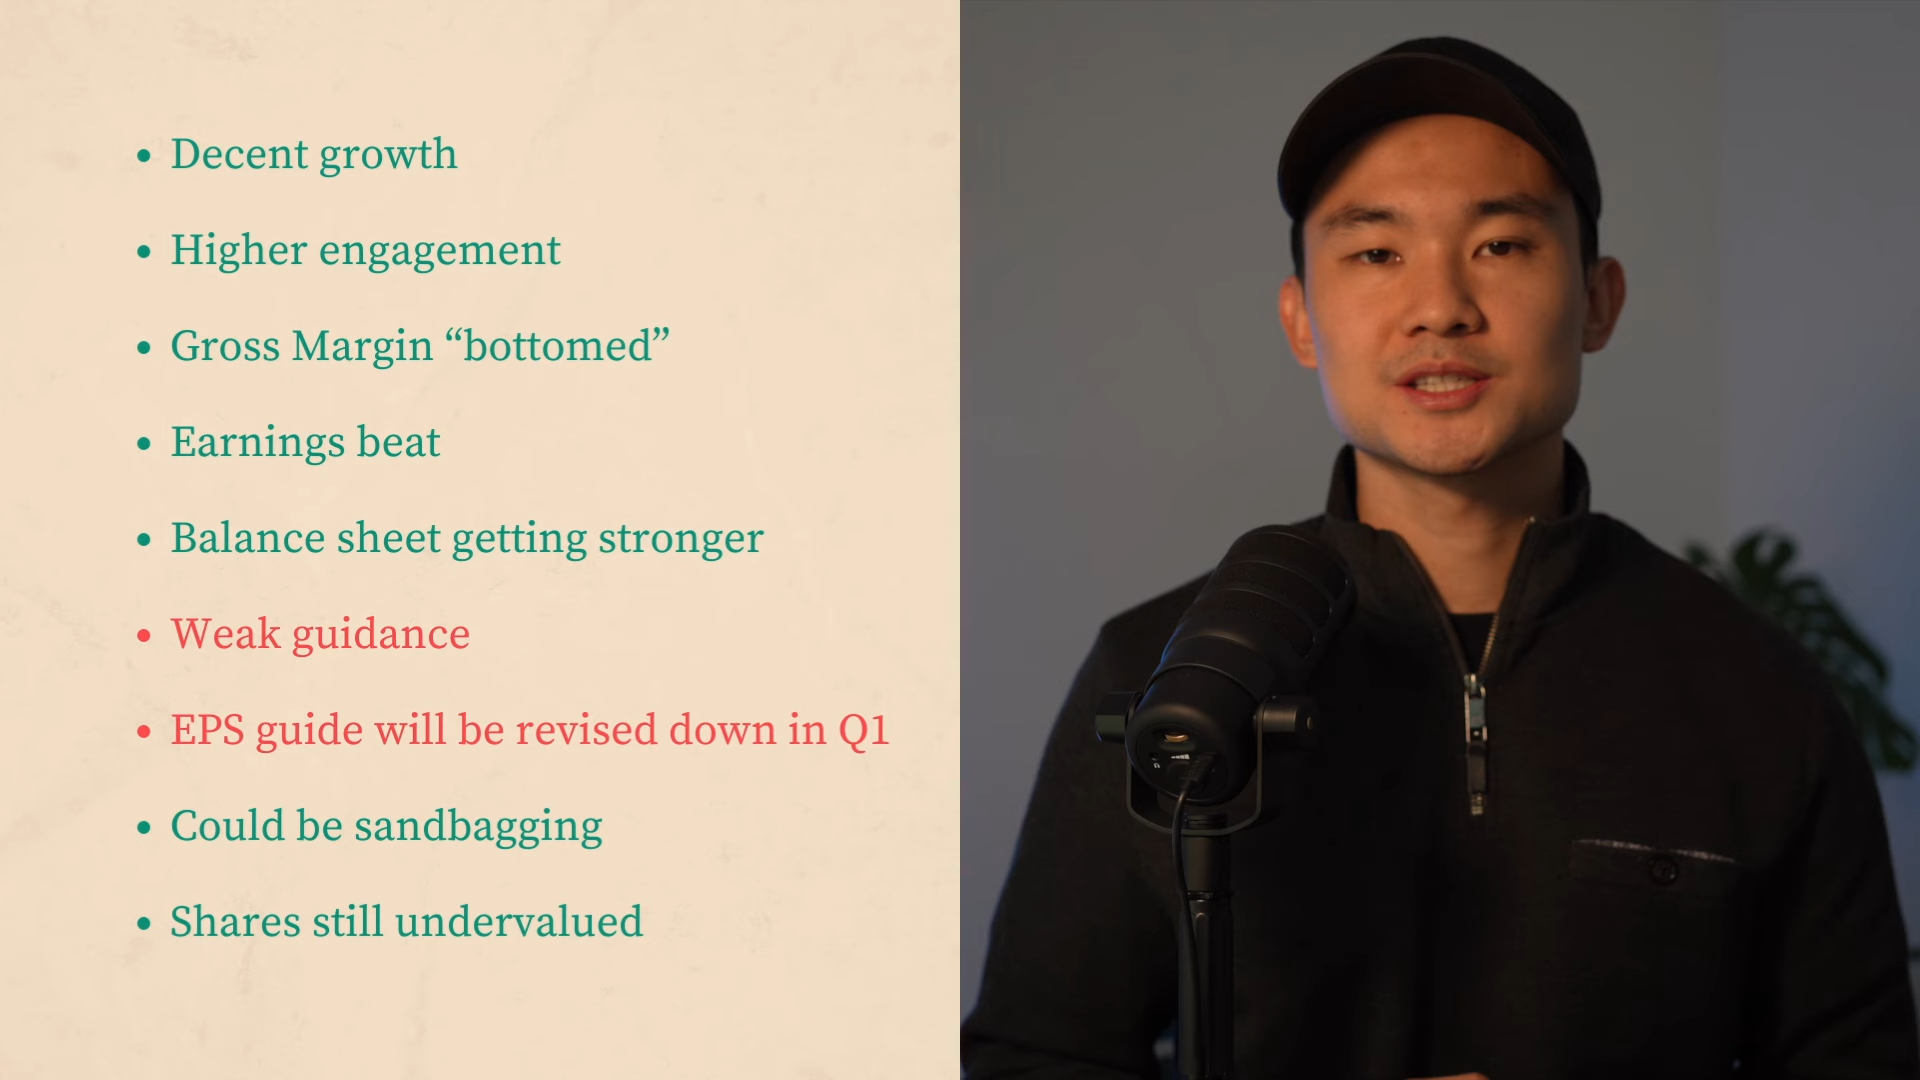 • Decent growth
• Higher engagement
• Gross Margin “bottomed”
• Earnings beat
• Balance sheet getting stronger
• Weak guidance
• EPS guide will be revised down in Q1
• Could be sandbagging
• Shares still undervalued